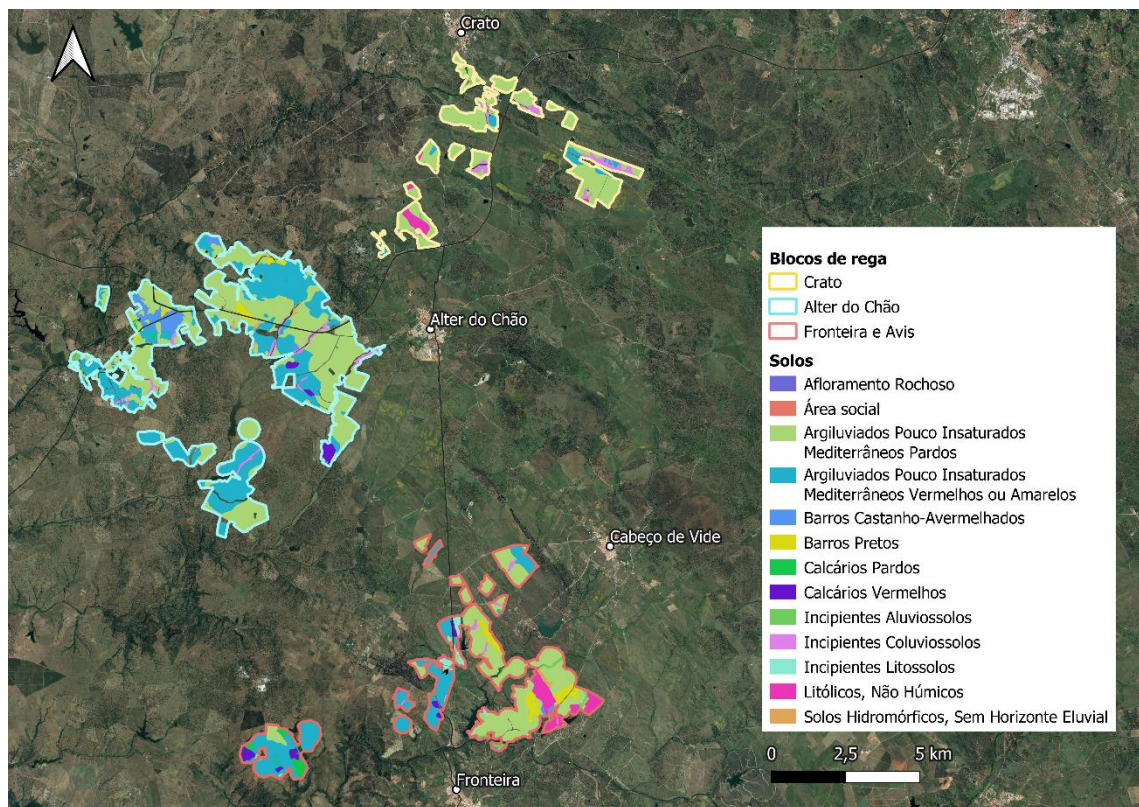 Crato
Alter do Chão
Cabeço de Vide
Fronteira
Blocos de rega
Crato
Alter do Chão
Fronteira e Avis
Solos
Afloramento Rochoso
Área social
Argiluviados Pouco Insaturados
Mediterrâneos Pardos
Argiluviados Pouco Insaturados
Mediterrâneos Vermelhos ou Amarelos
Barros Castanho-Avermelhados
Barros Pretos
Calcários Pardos
Calcários Vermelhos
Incipientes Aluviossolos
Incipientes Coluviossolos
Incipientes Litossolos
Litólicos, Não Húmicos
Solos Hidromórficos, Sem Horizonte Eluvial
0 2,5 5 km